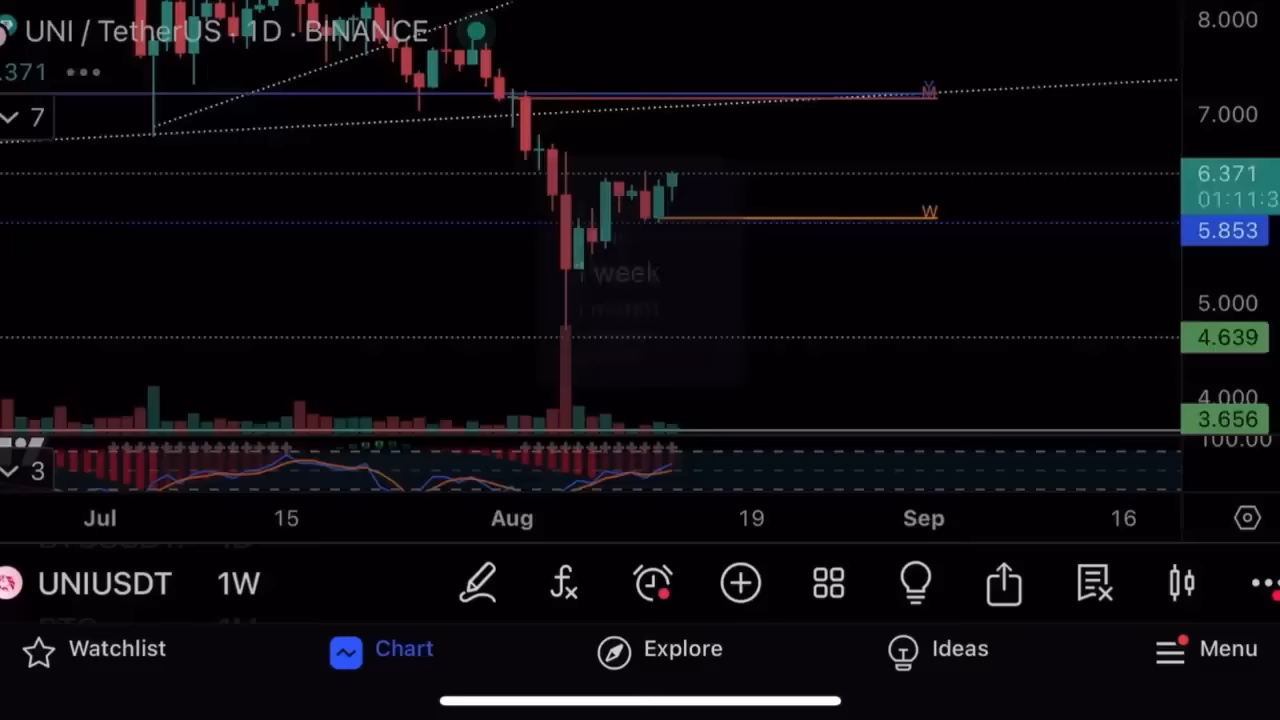 UNI / TetherUS · 1D · BINANCE
8.000
.371 •••
7
7.000
M
6.371
01:11:3
W
5.853
1 week
5.000
4.639
4.000
3.656
100.00
3
Jul 15 Aug 19 Sep 16
UNIUSDT 1W
Watchlist Chart Explore Ideas Menu